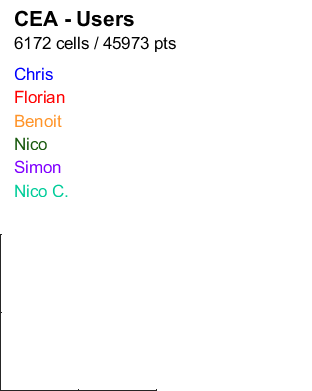 CEA - Users
6172 cells / 45973 pts
Chris
Florian
Benoit
Nico
Simon
Nico C.